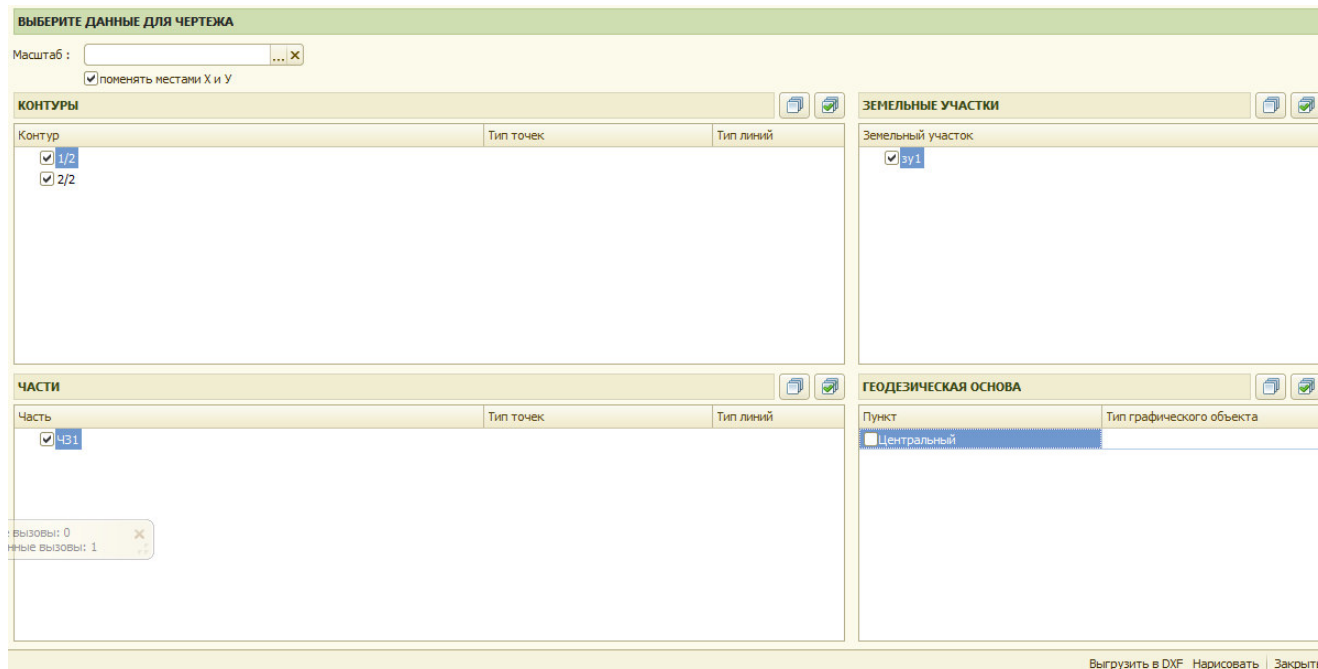 ВЫБЕРИТЕ ДАННЫЕ ДЛЯ ЧЕРТЕЖА
Масштаб :
... x
поменять местами X и У
КОНТУРЫ
Контур Тип точек Тип линий
1/2
2/2
ЗЕМЕЛЬНЫЕ УЧАСТКИ
Земельный участок
зу1
ЧАСТИ
Часть Тип точек Тип линий
ЧЗ1
ГЕОДЕЗИЧЕСКАЯ ОСНОВА
Пункт Тип графического объекта
Центральный
вызовы: 0
вызовы: 1
Выгрузить в DXF Нарисовать Закрыть